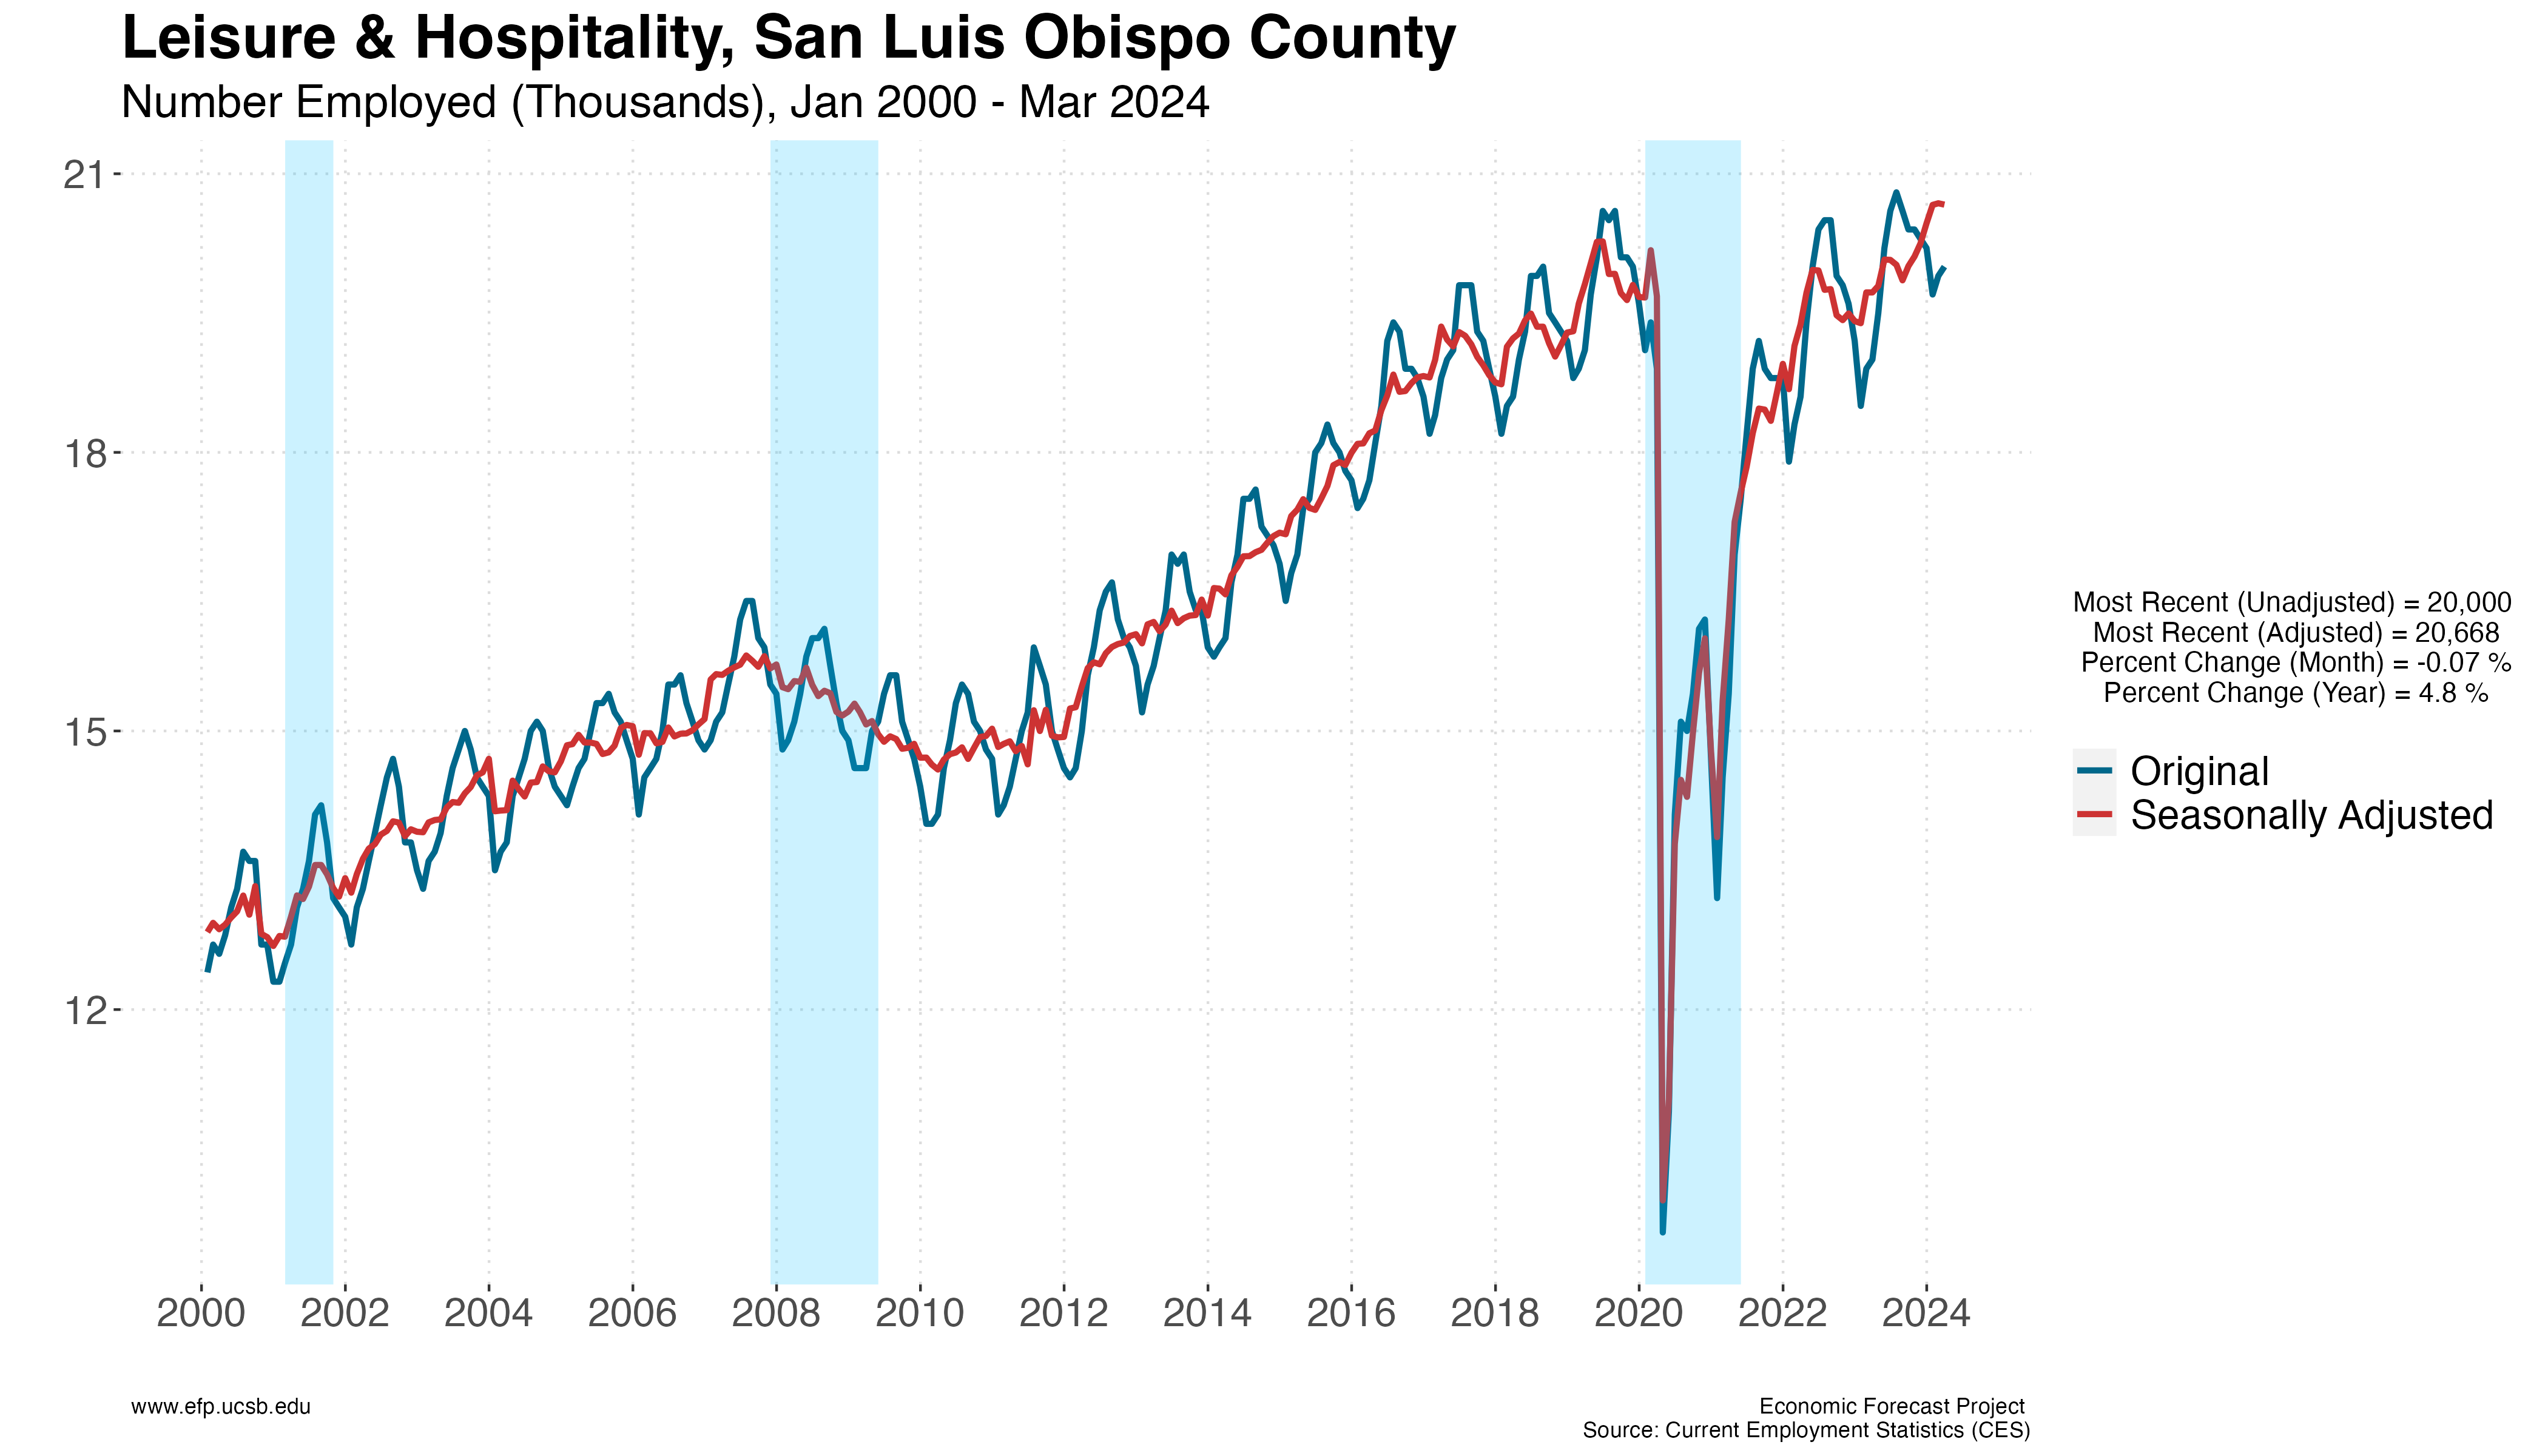 Leisure & Hospitality, San Luis Obispo County
Number Employed (Thousands), Jan 2000 - Mar 2024
21
18
15
12
2000 2002 2004 2006 2008 2010 2012 2014 2016 2018 2020 2022 2024
Most Recent (Unadjusted) = 20,000
Most Recent (Adjusted) = 20,668
Percent Change (Month) = -0.07 %
Percent Change (Year) = 4.8 %
Original
Seasonally Adjusted
www.efp.ucsb.edu
Economic Forecast Project
Source: Current Employment Statistics (CES)